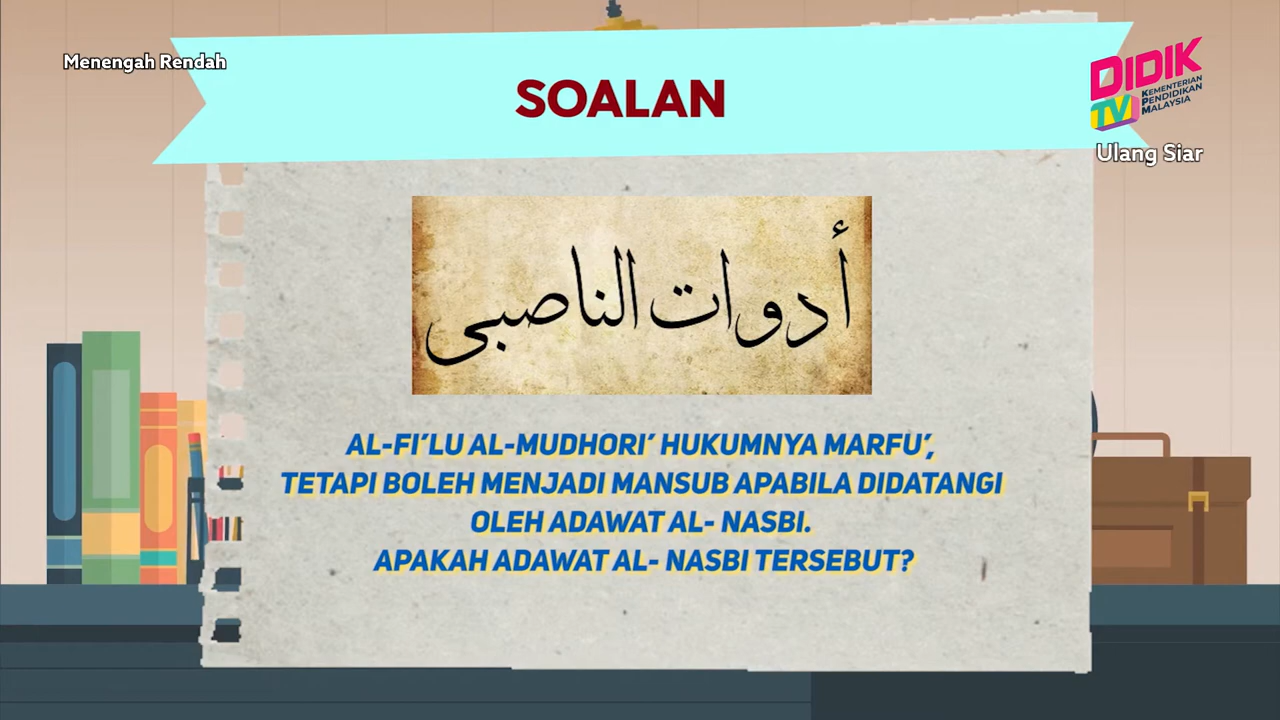 Menengah Rendah
SOALAN
DIDIK
TV
KEMENTERIAN
PENDIDIKAN
MALAYSIA
Ulang Siar
أدوات الناصبى
AL-FI'LU AL-MUDHORI' HUKUMNYA MARFU',
TETAPI BOLEH MENJADI MANSUB APABILA DIDATANGI
OLEH ADAWAT AL- NASBI.
APAKAH ADAWAT AL- NASBI TERSEBUT?